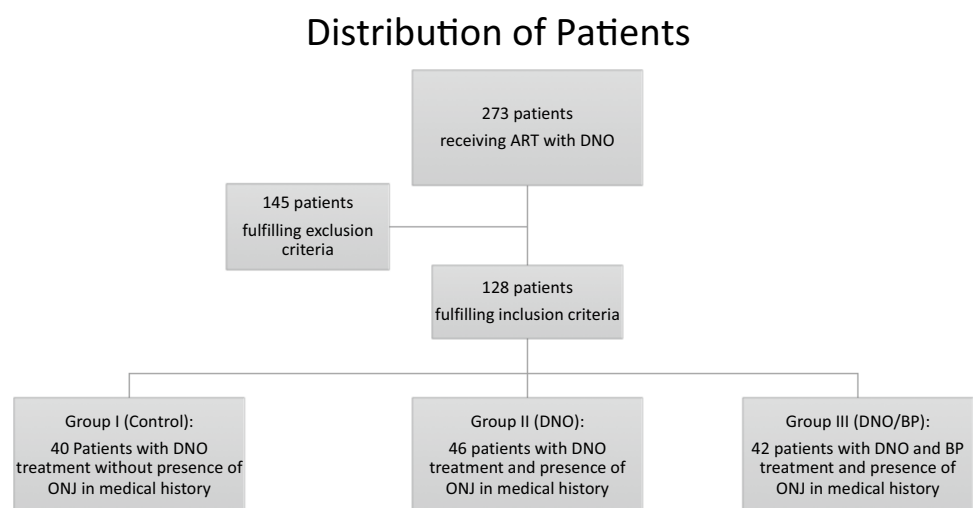 Distribution of Patients
273 patients
receiving ART with DNO
145 patients
fulfilling exclusion
criteria
128 patients
fulfilling inclusion criteria
Group I (Control):
40 Patients with DNO
treatment without presence of
ONJ in medical history
Group II (DNO):
46 patients with DNO
treatment and presence of
ONJ in medical history
Group III (DNO/BP):
42 patients with DNO and BP
treatment and presence of
ONJ in medical history